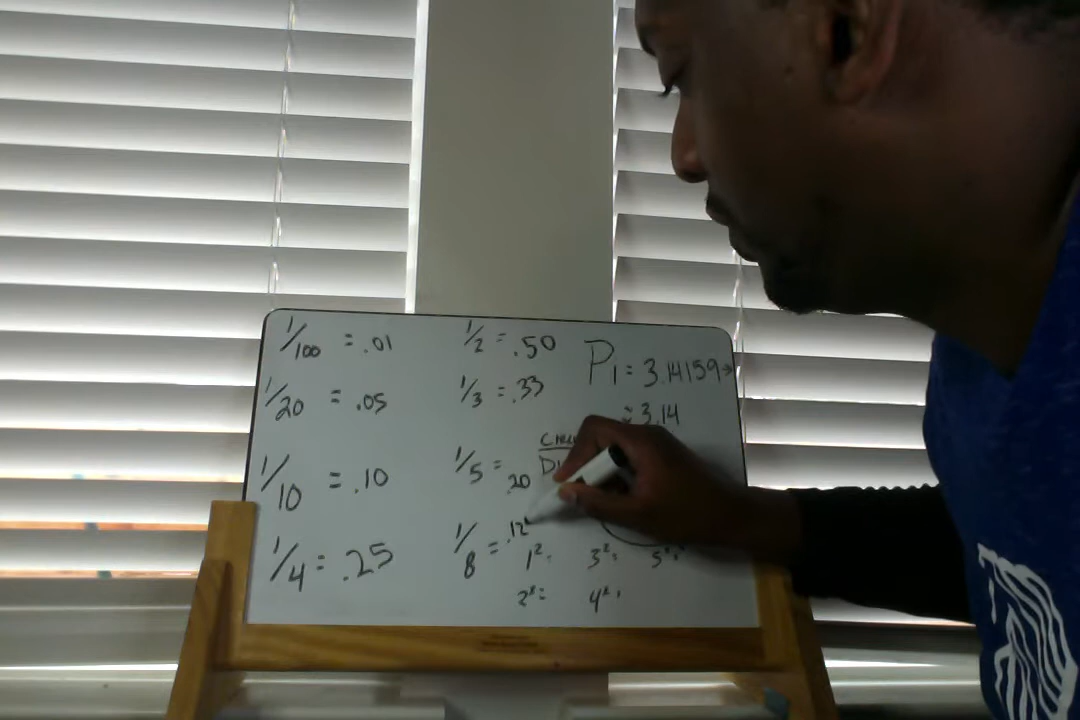 1/100 = .01
1/20 = .05
1/10 = .10
1/4 = .25
1/2 = .50
1/3 = .33
1/5 = .20
1/8 = .12
Pi = 3.14159→
≈ 3.14
1² =
2² =
3² =
4² =
5² =